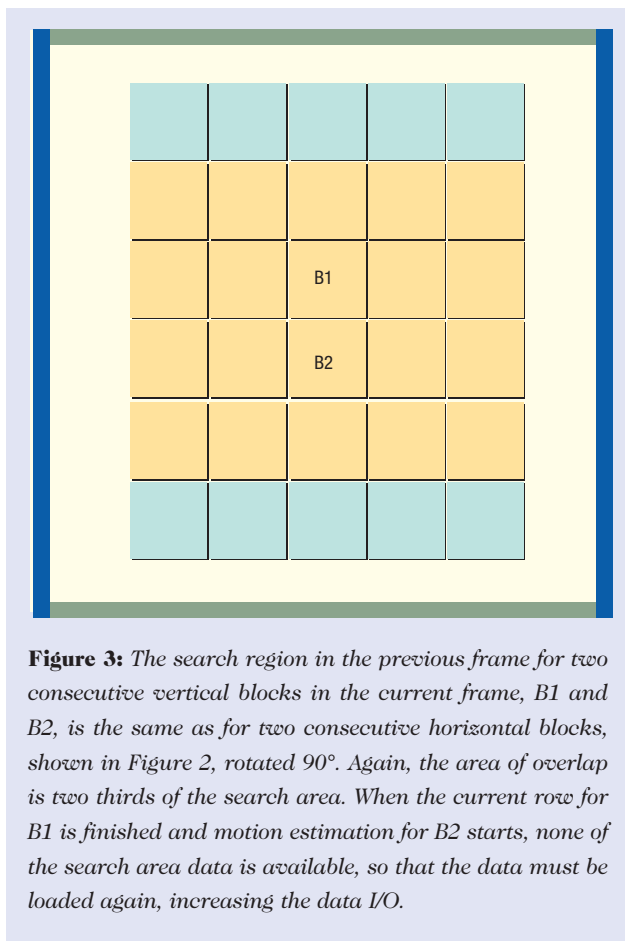 B1
B2
Figure 3: The search region in the previous frame for two
consecutive vertical blocks in the current frame, B1 and
B2, is the same as for two consecutive horizontal blocks,
shown in Figure 2, rotated 90°. Again, the area of overlap
is two thirds of the search area. When the current row for
B1 is finished and motion estimation for B2 starts, none of
the search area data is available, so that the data must be
loaded again, increasing the data I/O.